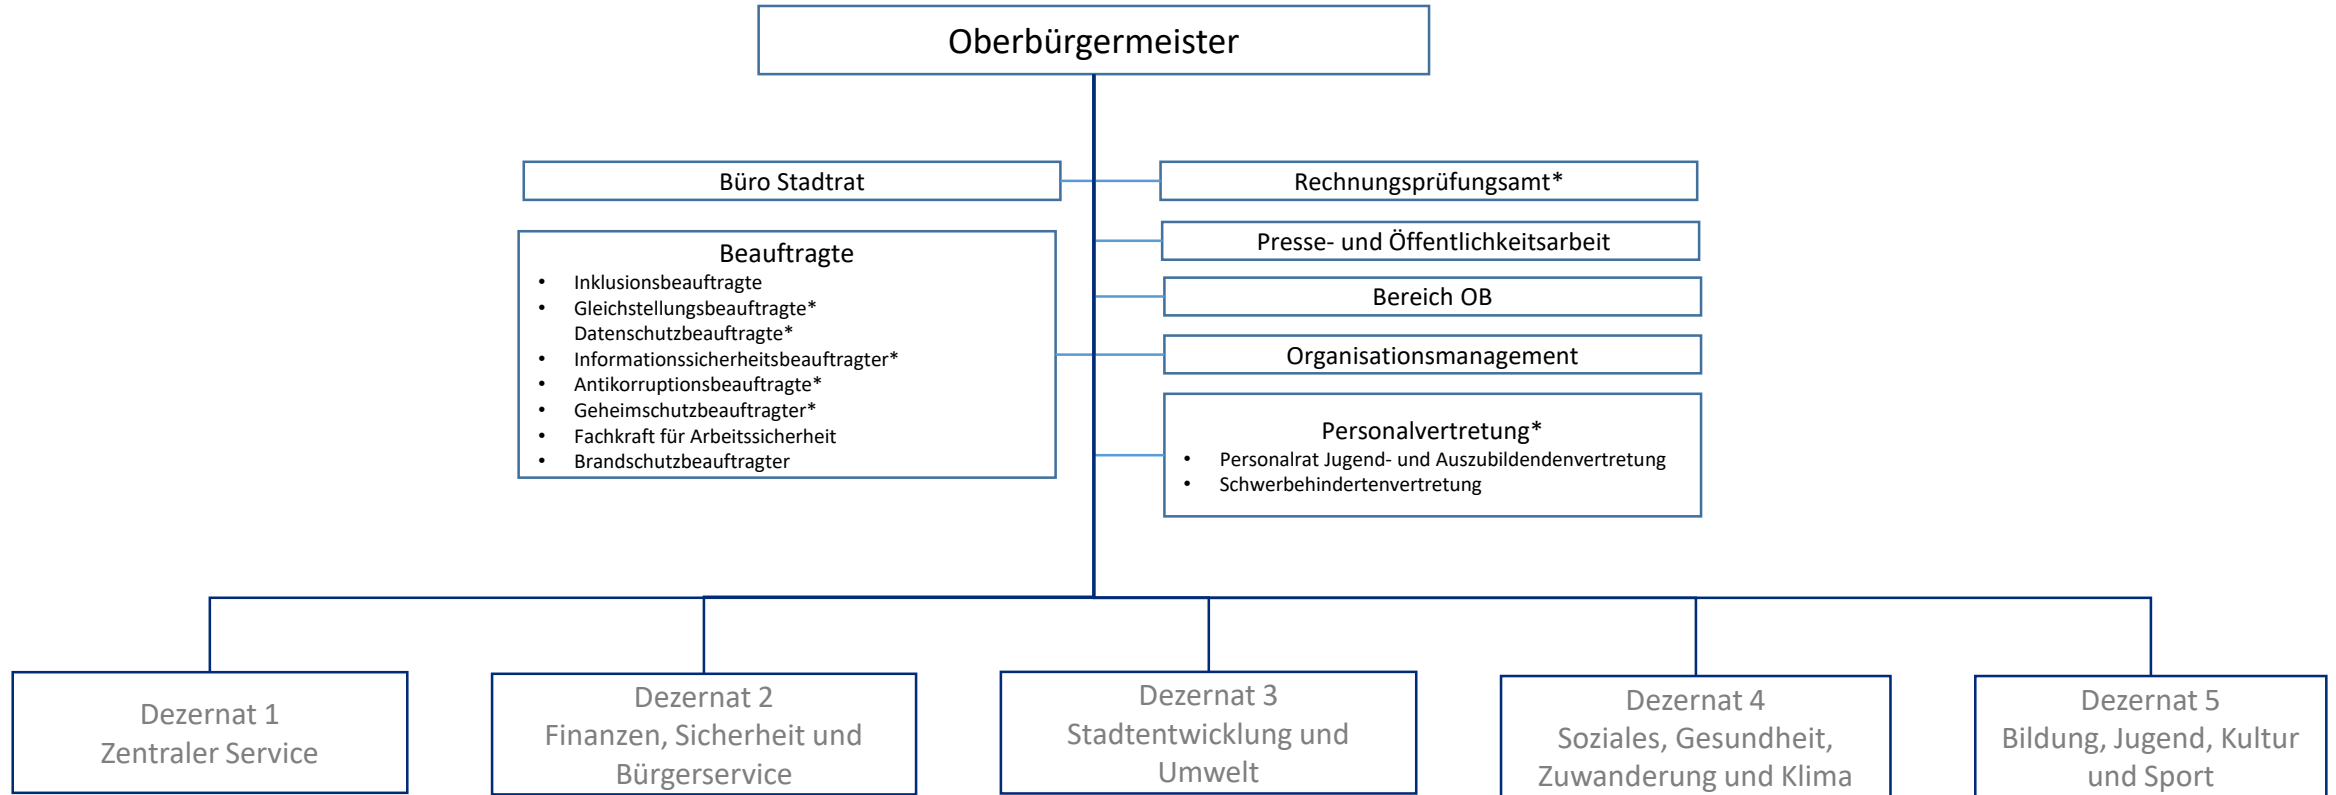 Oberbürgermeister
Büro Stadtrat
Rechnungsprüfungsamt*
Beauftragte
• Inklusionsbeauftragte
• Gleichstellungsbeauftragte*
Datenschutzbeauftragte*
• Informationssicherheitsbeauftragter*
• Antikorruptionsbeauftragte*
• Geheimschutzbeauftragter*
• Fachkraft für Arbeitssicherheit
• Brandschutzbeauftragter
Presse- und Öffentlichkeitsarbeit
Bereich OB
Organisationsmanagement
Personalvertretung*
• Personalrat Jugend- und Auszubildendenvertretung
• Schwerbehindertenvertretung
Dezernat 1
Zentraler Service
Dezernat 2
Finanzen, Sicherheit und
Bürgerservice
Dezernat 3
Stadtentwicklung und
Umwelt
Dezernat 4
Soziales, Gesundheit,
Zuwanderung und Klima
Dezernat 5
Bildung, Jugend, Kultur
und Sport